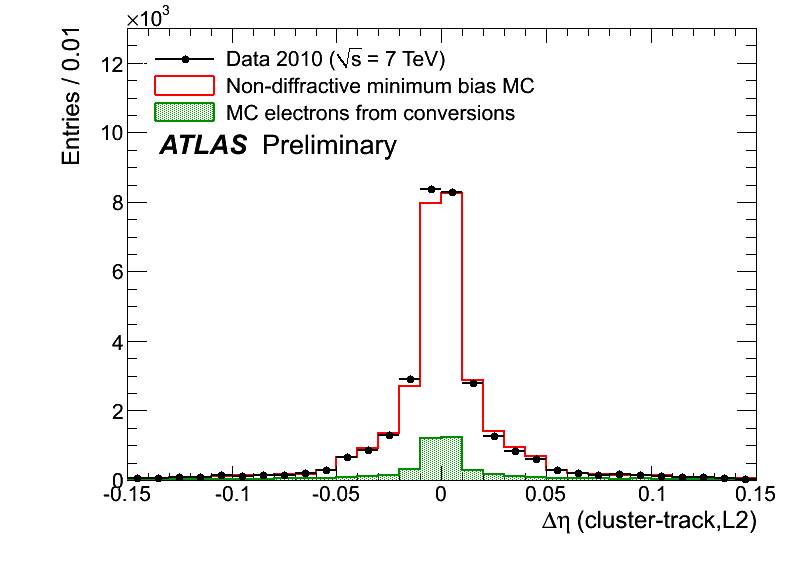 ×10³
Entries / 0.01
Data 2010 (√s = 7 TeV)
Non-diffractive minimum bias MC
MC electrons from conversions
ATLAS Preliminary
12
10
8
6
4
2
0
-0.15 -0.1 -0.05 0 0.05 0.1 0.15
Δη (cluster-track,L2)